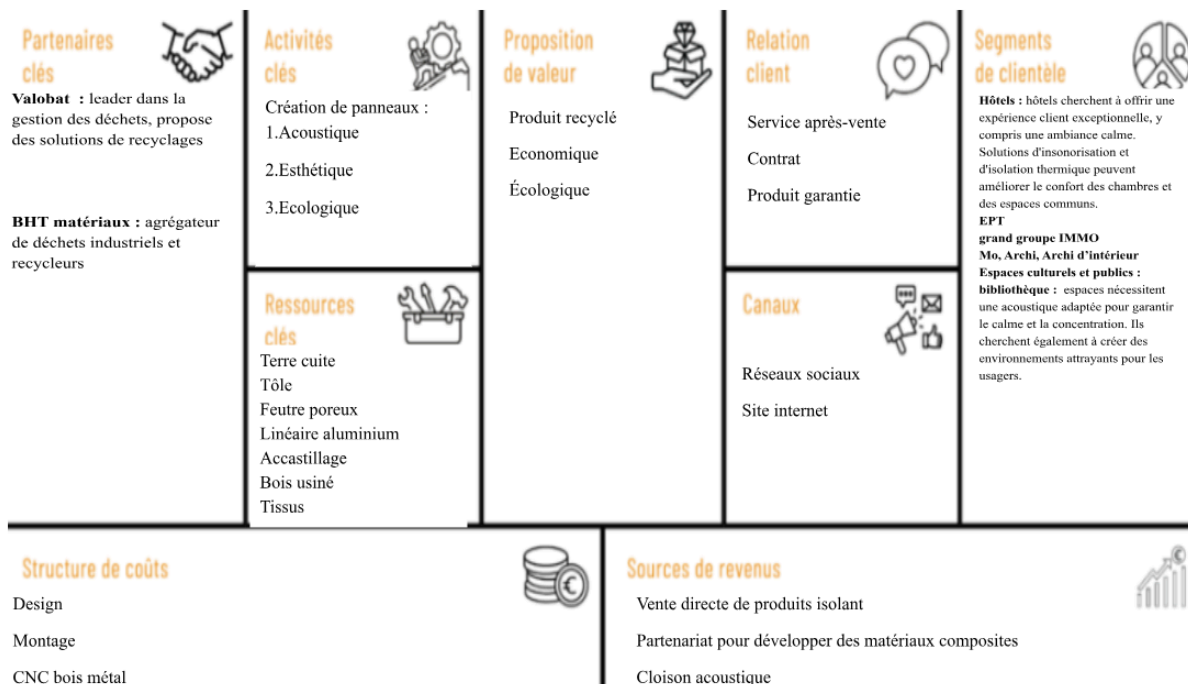 Partenaires
clés
Valobat : leader dans la
gestion des déchets, propose
des solutions de recyclages
BHT matériaux : agrégateur
de déchets industriels et
recycleurs
Activités
clés
Création de panneaux :
1.Acoustique
2.Esthétique
3.Ecologique
Ressources
clés
Terre cuite
Tôle
Feutre poreux
Linéaire aluminium
Accastillage
Bois usiné
Tissus
Proposition
de valeur
Produit recyclé
Economique
Écologique
Relation
client
Service après-vente
Contrat
Produit garantie
Canaux
Réseaux sociaux
Site internet
Segments
de clientèle
Hôtels : hôtels cherchent à offrir une
expérience client exceptionnelle, y
compris une ambiance calme.
Solutions d'insonorisation et
d'isolation thermique peuvent
améliorer le confort des chambres et
des espaces communs.
EPT
grand groupe IMMO
Mo, Archi, Archi d’intérieur
Espaces culturels et publics :
bibliothèque : espaces nécessitent
une acoustique adaptée pour garantir
le calme et la concentration. Ils
cherchent également à créer des
environnements attrayants pour les
usagers.
Structure de coûts
Design
Montage
CNC bois métal
Sources de revenus
Vente directe de produits isolant
Partenariat pour développer des matériaux composites
Cloison acoustique